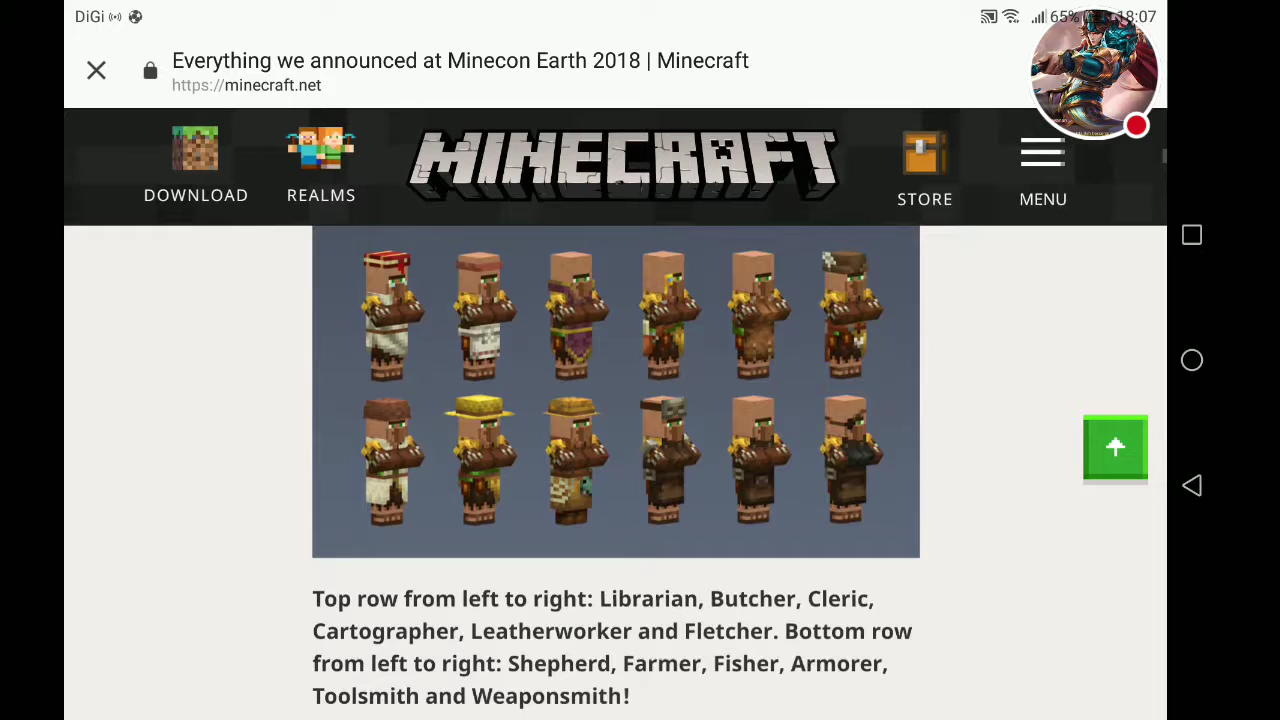 DiGi 65% 18:07
Everything we announced at Minecon Earth 2018 | Minecraft
https://minecraft.net
MINECRAFT
DOWNLOAD REALMS STORE MENU
Top row from left to right: Librarian, Butcher, Cleric,
Cartographer, Leatherworker and Fletcher. Bottom row
from left to right: Shepherd, Farmer, Fisher, Armorer,
Toolsmith and Weaponsmith!